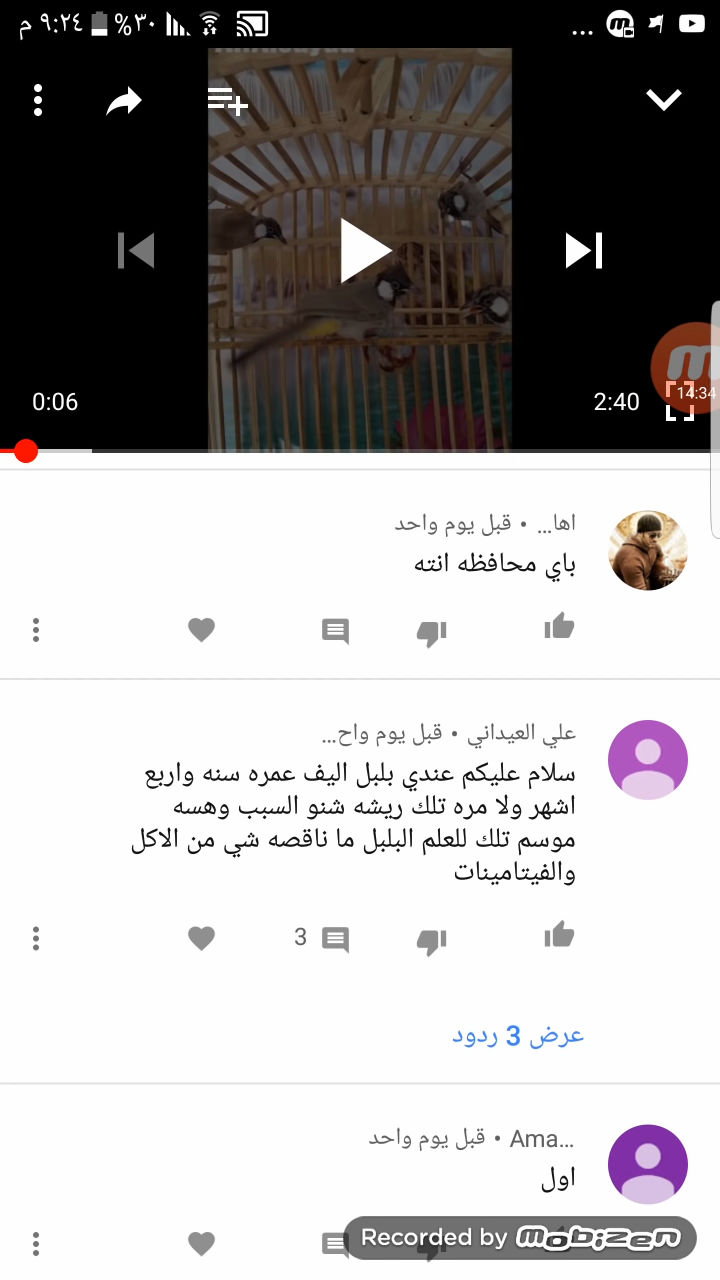 م ٩:٢٤ %٣٠ ...
0:06
2:40
14:34
اها... • قبل يوم واحد
باي محافظه انته
علي العيداني • قبل يوم واح...
سلام عليكم عندي بلبل اليف عمره سنه واربع
اشهر ولا مره تلك ريشه شنو السبب وهسه
موسم تلك للعلم البلبل ما ناقصه شي من الاكل
والفيتامينات
3
عرض 3 ردود
Ama... • قبل يوم واحد
اول
Recorded by mobizen